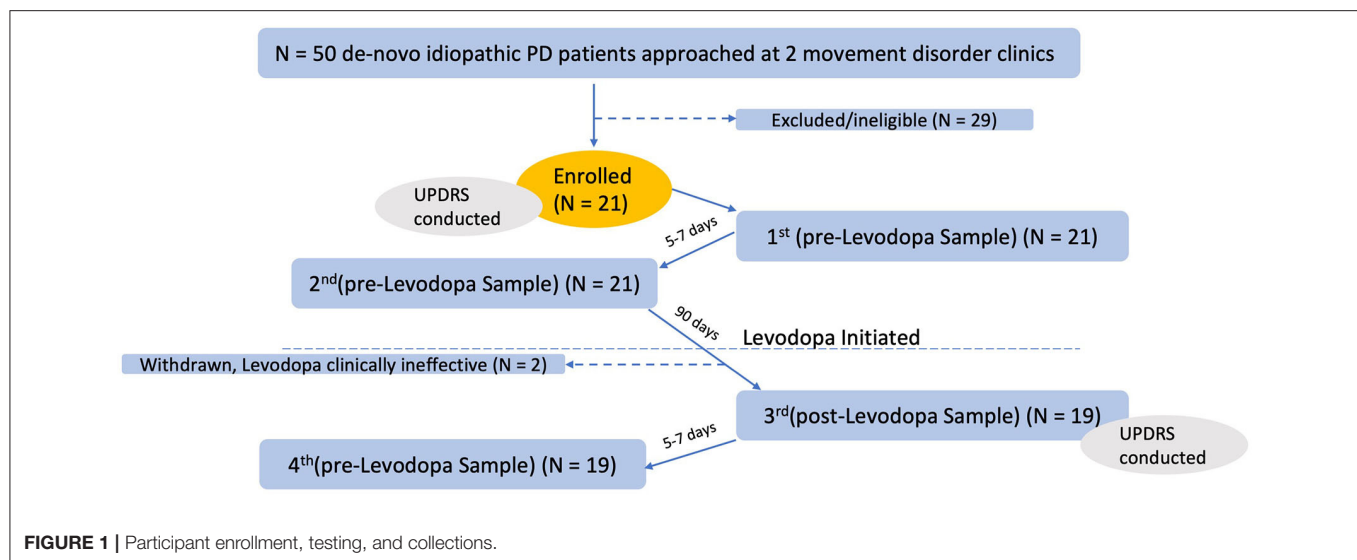 N = 50 de-novo idiopathic PD patients approached at 2 movement disorder clinics
Excluded/ineligible (N = 29)
Enrolled
(N = 21)
UPDRS
conducted
1st (pre-Levodopa Sample) (N = 21)
5-7 days
2nd(pre-Levodopa Sample) (N = 21)
90 days
Levodopa Initiated
Withdrawn, Levodopa clinically ineffective (N = 2)
3rd(post-Levodopa Sample) (N = 19)
UPDRS
conducted
5-7 days
4th(pre-Levodopa Sample) (N = 19)
FIGURE 1 | Participant enrollment, testing, and collections.